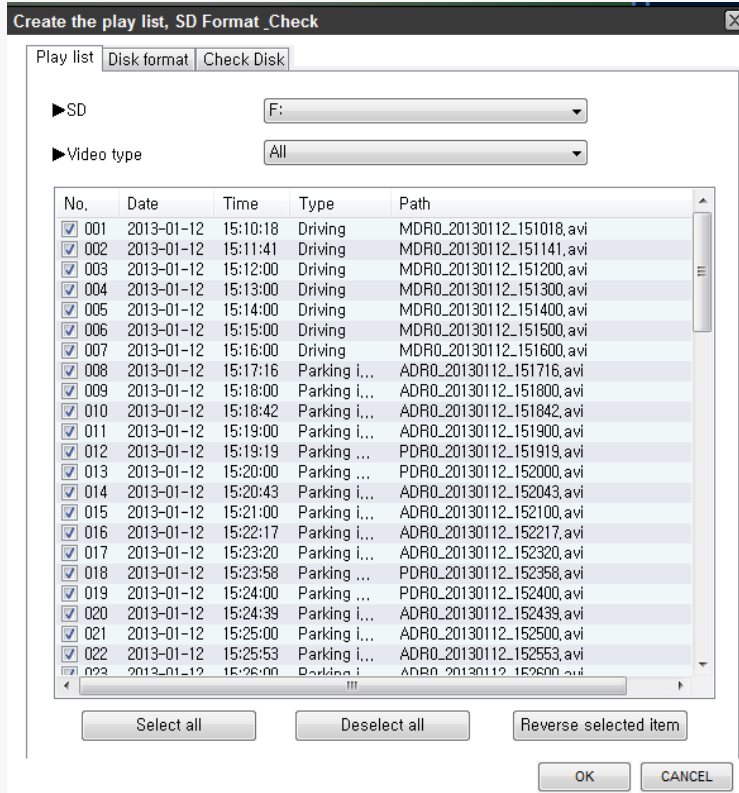 Create the play list, SD Format _Check
Play list Disk format Check Disk
▶SD F:
▶Video type All
No. Date Time Type Path
001 2013-01-12 15:10:18 Driving MDR0_20130112_151018.avi
002 2013-01-12 15:11:41 Driving MDR0_20130112_151141.avi
003 2013-01-12 15:12:00 Driving MDR0_20130112_151200.avi
004 2013-01-12 15:13:00 Driving MDR0_20130112_151300.avi
005 2013-01-12 15:14:00 Driving MDR0_20130112_151400.avi
006 2013-01-12 15:15:00 Driving MDR0_20130112_151500.avi
007 2013-01-12 15:16:00 Driving MDR0_20130112_151600.avi
008 2013-01-12 15:17:16 Parking i... ADR0_20130112_151716.avi
009 2013-01-12 15:18:00 Parking i... ADR0_20130112_151800.avi
010 2013-01-12 15:18:42 Parking i... ADR0_20130112_151842.avi
011 2013-01-12 15:19:00 Parking i... ADR0_20130112_151900.avi
012 2013-01-12 15:19:19 Parking ... PDR0_20130112_151919.avi
013 2013-01-12 15:20:00 Parking ... PDR0_20130112_152000.avi
014 2013-01-12 15:20:43 Parking i... ADR0_20130112_152043.avi
015 2013-01-12 15:21:00 Parking i... ADR0_20130112_152100.avi
016 2013-01-12 15:22:17 Parking i... ADR0_20130112_152217.avi
017 2013-01-12 15:23:20 Parking i... ADR0_20130112_152320.avi
018 2013-01-12 15:23:58 Parking ... PDR0_20130112_152358.avi
019 2013-01-12 15:24:00 Parking ... PDR0_20130112_152400.avi
020 2013-01-12 15:24:39 Parking i... ADR0_20130112_152439.avi
021 2013-01-12 15:25:00 Parking i... ADR0_20130112_152500.avi
022 2013-01-12 15:25:53 Parking i... ADR0_20130112_152553.avi
023 2013-01-12 15:26:00 Parking i... ADR0_20130112_152600.avi
Select all Deselect all Reverse selected item
OK CANCEL